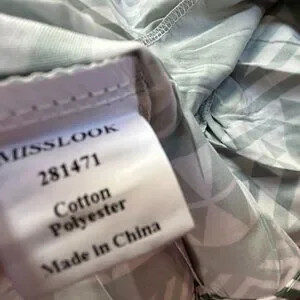 MISSLOOK
281471
Cotton
Polyester
Made in China